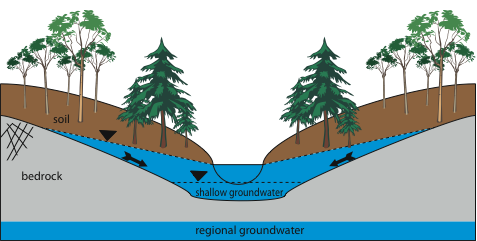 soil
bedrock
shallow groundwater
regional groundwater